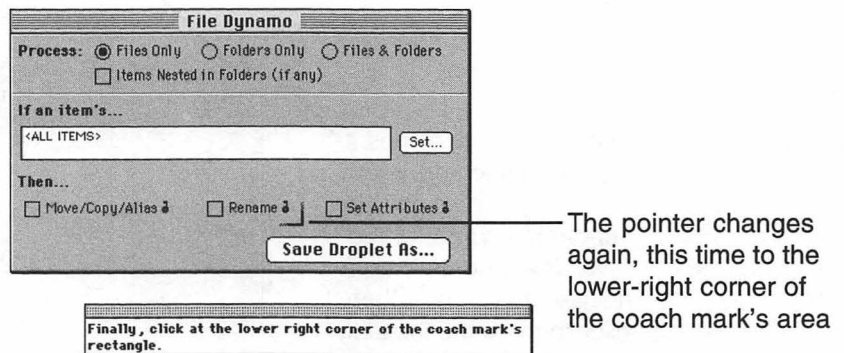 File Dynamo
Process: Files Only Folders Only Files & Folders
Items Nested in Folders (if any)
If an item's...
<ALL ITEMS>
Set...
Then...
Move/Copy/Alias Rename Set Attributes
Save Droplet As...
The pointer changes
again, this time to the
lower-right corner of
the coach mark's area
Finally, click at the lower right corner of the coach mark's
rectangle.